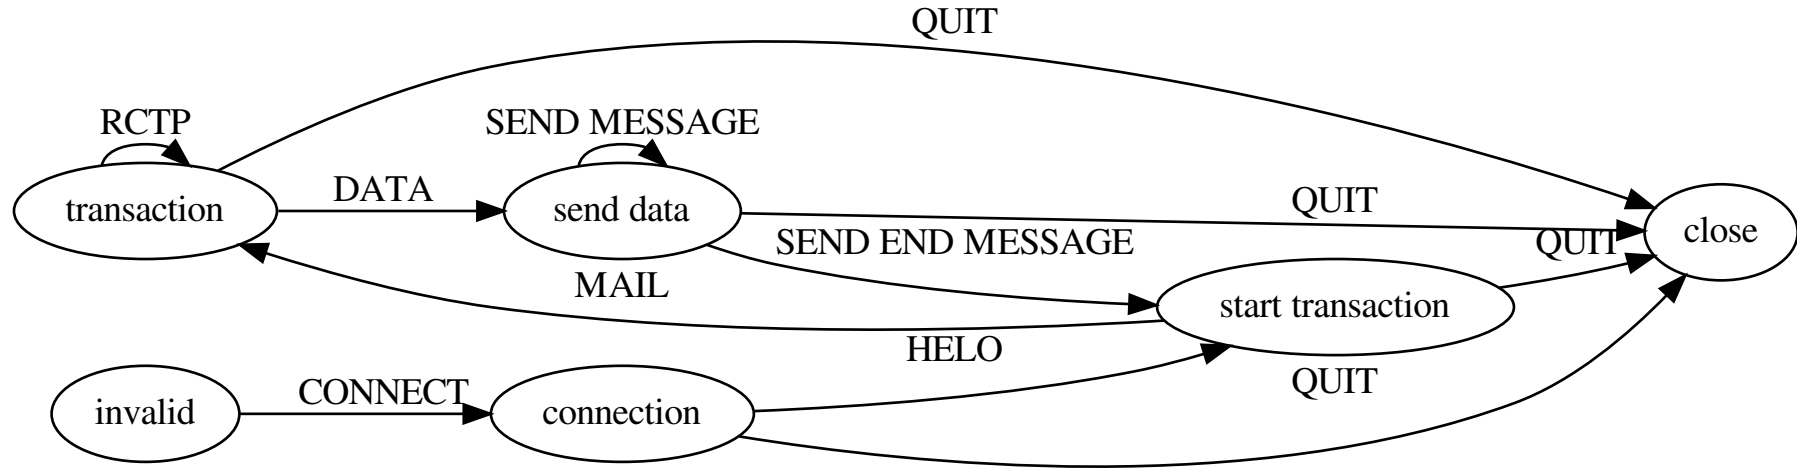 QUIT
RCTP
SEND MESSAGE
DATA
QUIT
transaction
send data
close
SEND END MESSAGE
QUIT
MAIL
start transaction
HELO
QUIT
CONNECT
invalid
connection